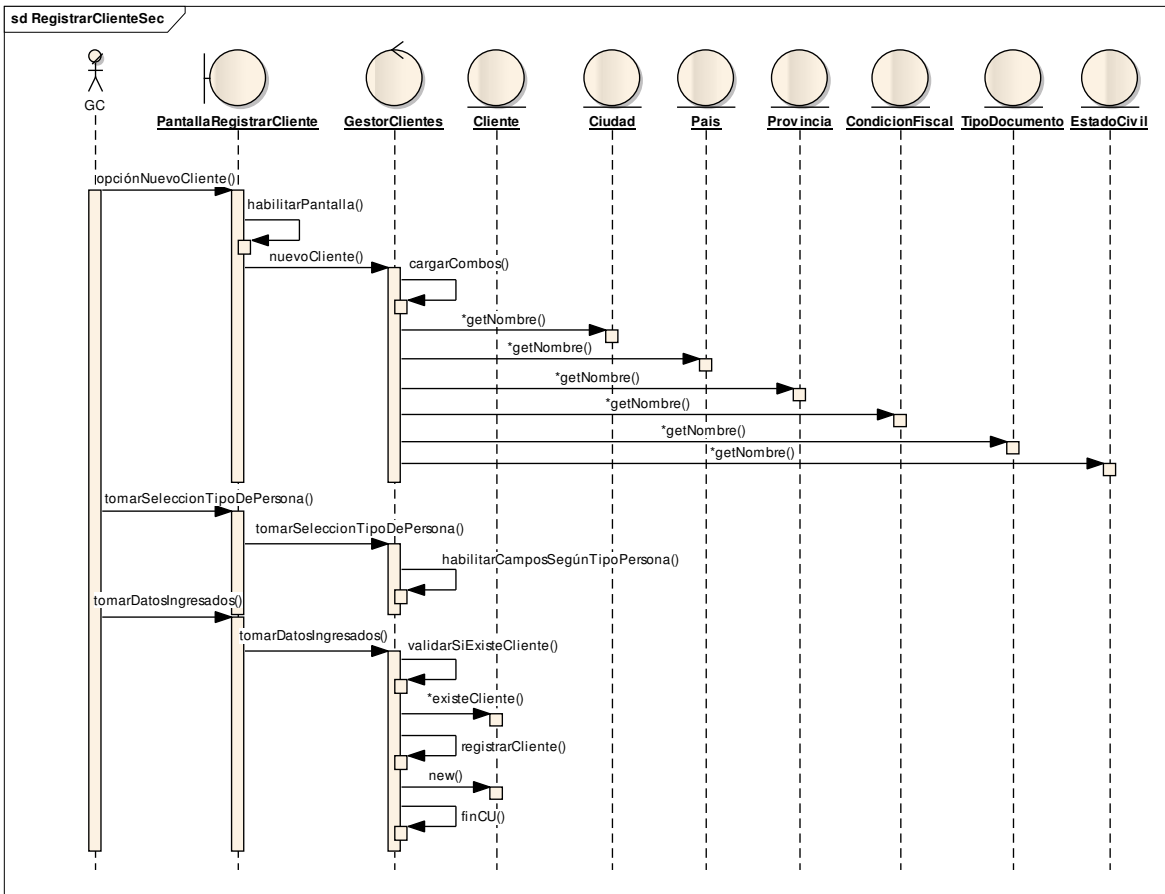 sd RegistrarClienteSec
GC
PantallaRegistrarCliente
GestorClientes
Cliente
Ciudad
Pais
Provincia
CondicionFiscal
TipoDocumento
EstadoCivil
opciónNuevoCliente()
habilitarPantalla()
nuevoCliente()
cargarCombos()
*getNombre()
*getNombre()
*getNombre()
*getNombre()
*getNombre()
*getNombre()
tomarSeleccionTipoDePersona()
tomarSeleccionTipoDePersona()
habilitarCamposSegúnTipoPersona()
tomarDatosIngresados()
tomarDatosIngresados()
validarSiExisteCliente()
*existeCliente()
registrarCliente()
new()
finCU()